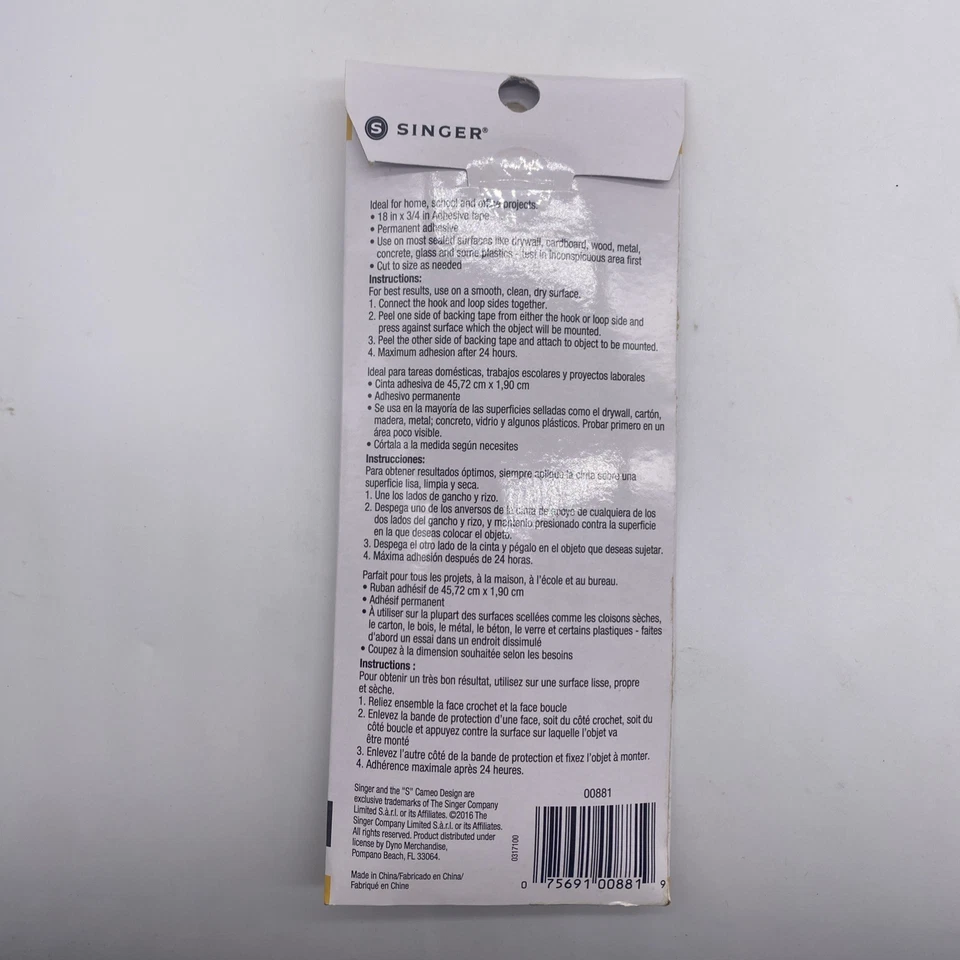 S SINGER®
Ideal for home, school and office projects.
• 18 in x 3/4 in Adhesive tape
• Permanent adhesive
• Use on most sealed surfaces like drywall, cardboard, wood, metal,
concrete, glass and some plastics - test in inconspicuous area first
• Cut to size as needed
Instructions:
For best results, use on a smooth, clean, dry surface.
1. Connect the hook and loop sides together.
2. Peel one side of backing tape from either the hook or loop side and
press against surface which the object will be mounted.
3. Peel the other side of backing tape and attach to object to be mounted.
4. Maximum adhesion after 24 hours.
Ideal para tareas domésticas, trabajos escolares y proyectos laborales
• Cinta adhesiva de 45,72 cm x 1,90 cm
• Adhesivo permanente
• Se usa en la mayoría de las superficies selladas como el drywall, cartón,
madera, metal; concreto, vidrio y algunos plásticos. Probar primero en un
área poco visible.
• Córtala a la medida según necesites
Instrucciones:
Para obtener resultados óptimos, siempre aplique la cinta sobre una
superficie lisa, limpia y seca.
1. Une los lados de gancho y rizo.
2. Despega uno de los anversos de la cinta de apoyo de cualquiera de los
dos lados del gancho y rizo, y mantenlo presionado contra la superficie
en la que deseas colocar el objeto.
3. Despega el otro lado de la cinta y pégalo en el objeto que deseas sujetar.
4. Máxima adhesión después de 24 horas.
Parfait pour tous les projets, à la maison, à l'école et au bureau.
• Ruban adhésif de 45,72 cm x 1,90 cm
• Adhésif permanent
• À utiliser sur la plupart des surfaces scellées comme les cloisons sèches,
le carton, le bois, le métal, le béton, le verre et certains plastiques - faites
d'abord un essai dans un endroit dissimulé
• Coupez à la dimension souhaitée selon les besoins
Instructions :
Pour obtenir un très bon résultat, utilisez sur une surface lisse, propre
et sèche.
1. Reliez ensemble la face crochet et la face boucle
2. Enlevez la bande de protection d'une face, soit du côté crochet, soit du
côté boucle et appuyez contre la surface sur laquelle l'objet va
être monté
3. Enlevez l'autre côté de la bande de protection et fixez l'objet à monter.
4. Adhérence maximale après 24 heures.
Singer and the "S" Cameo Design are
exclusive trademarks of The Singer Company
Limited S.à.r.l. or its Affiliates. ©2016 The
Singer Company Limited S.à.r.l. or its Affiliates.
All rights reserved. Product distributed under
license by Dyno Merchandise,
Pompano Beach, FL 33064.
Made in China/Fabricado en China/
Fabriqué en Chine
0317100
00881
0 75691 00881 9